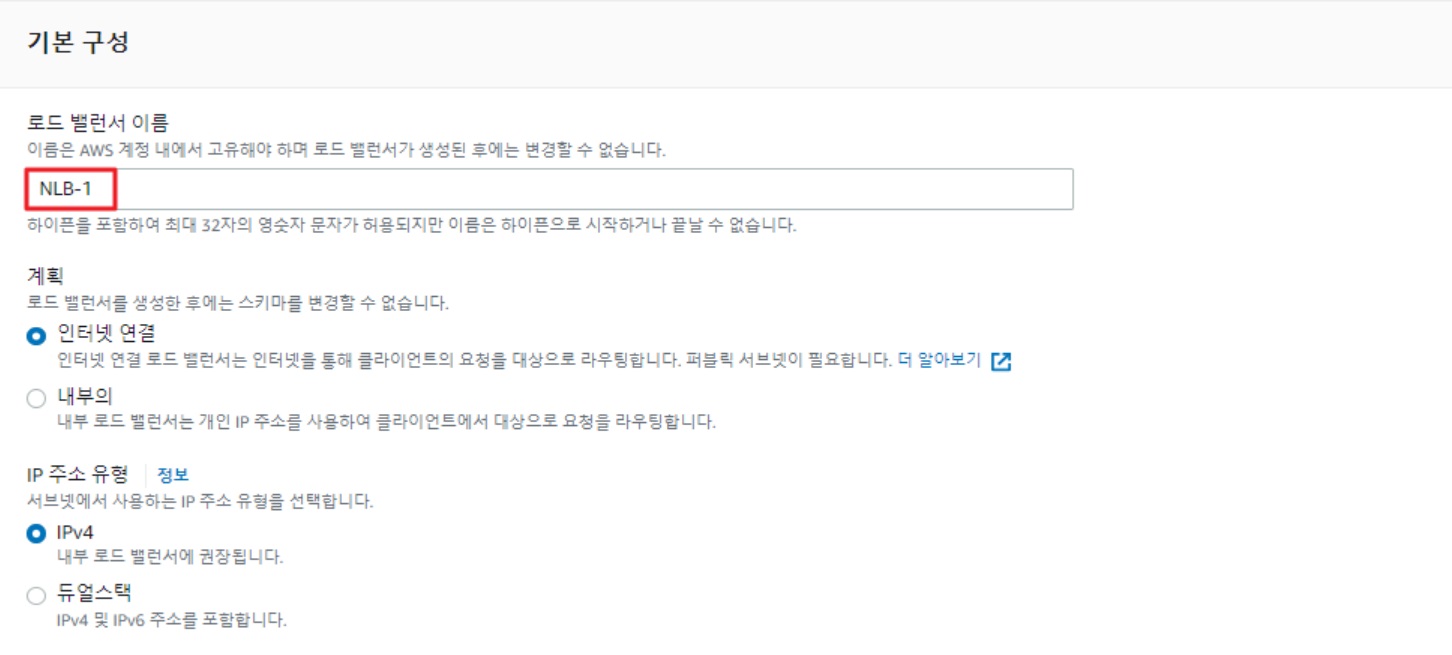 기본 구성
로드 밸런서 이름
이름은 AWS 계정 내에서 고유해야 하며 로드 밸런서가 생성된 후에는 변경할 수 없습니다.
NLB-1
하이픈을 포함하여 최대 32자의 영숫자 문자가 허용되지만 이름은 하이픈으로 시작하거나 끝날 수 없습니다.
계획
로드 밸런서를 생성한 후에는 스키마를 변경할 수 없습니다.
인터넷 연결
인터넷 연결 로드 밸런서는 인터넷을 통해 클라이언트의 요청을 대상으로 라우팅합니다. 퍼블릭 서브넷이 필요합니다. 더 알아보기
내부의
내부 로드 밸런서는 개인 IP 주소를 사용하여 클라이언트에서 대상으로 요청을 라우팅합니다.
IP 주소 유형 정보
서브넷에서 사용하는 IP 주소 유형을 선택합니다.
IPv4
내부 로드 밸런서에 권장됩니다.
듀얼스택
IPv4 및 IPv6 주소를 포함합니다.